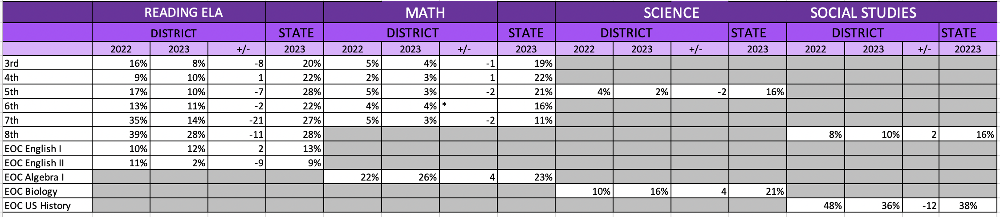 READING ELA MATH SCIENCE SOCIAL STUDIES
DISTRICT STATE DISTRICT STATE DISTRICT STATE DISTRICT STATE
2022 2023 +/- 2023 2022 2023 +/- 2023 2022 2023 +/- 2023 2022 2023 +/- 20223
3rd 16% 8% -8 20% 5% 4% -1 19%
4th 9% 10% 1 22% 2% 3% 1 22%
5th 17% 10% -7 28% 5% 3% -2 21% 4% 2% -2 16%
6th 13% 11% -2 22% 4% 4% * 16%
7th 35% 14% -21 27% 5% 3% -2 11%
8th 39% 28% -11 28% 8% 10% 2 16%
EOC English I 10% 12% 2 13%
EOC English II 11% 2% -9 9%
EOC Algebra I 22% 26% 4 23%
EOC Biology 10% 16% 4 21%
EOC US History 48% 36% -12 38%